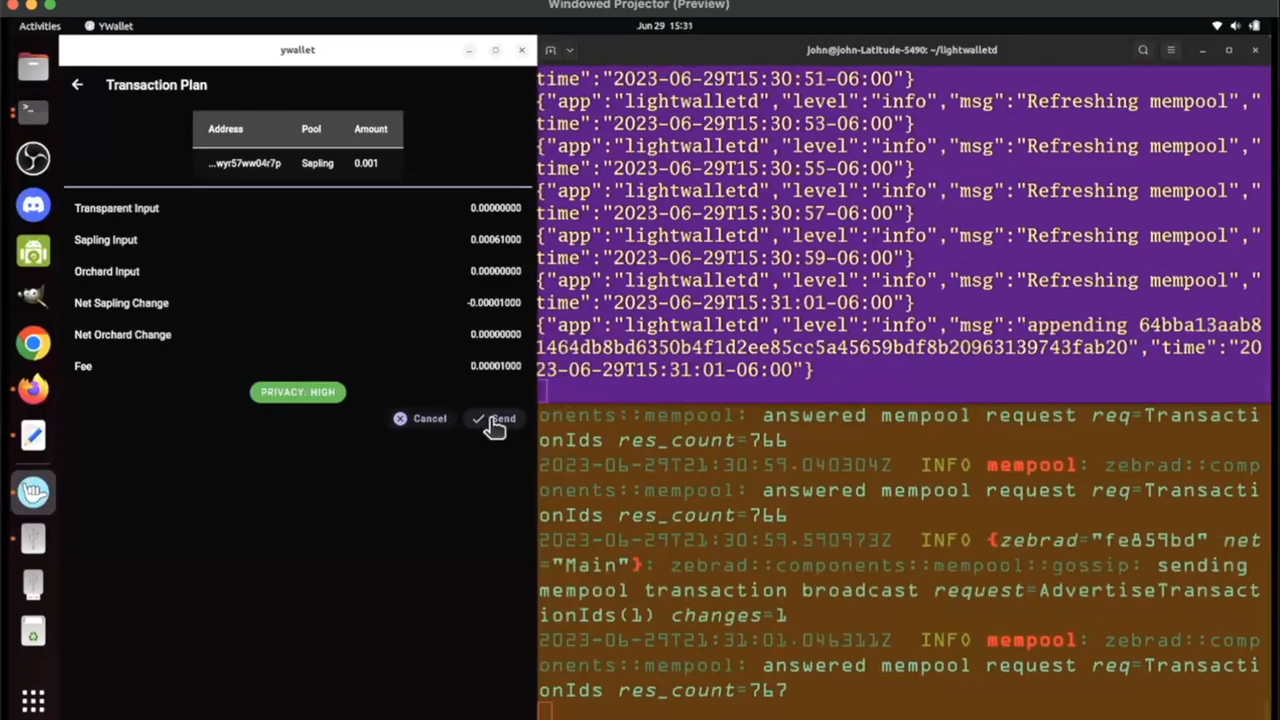 Windowed Projector (Preview)
Activities
YWallet
Jun 29 15:31
ywallet
Transaction Plan
Address Pool Amount
...wyr57ww04r7p Sapling 0.001
Transparent Input 0.00000000
Sapling Input 0.00061000
Orchard Input 0.00000000
Net Sapling Change -0.00001000
Net Orchard Change 0.00000000
Fee 0.00001000
PRIVACY: HIGH
Cancel
Send
john@john-Latitude-5490: ~/lightwalletd
time":"2023-06-29T15:30:51-06:00"}
{"app":"lightwalletd","level":"info","msg":"Refreshing mempool","
time":"2023-06-29T15:30:53-06:00"}
{"app":"lightwalletd","level":"info","msg":"Refreshing mempool","
time":"2023-06-29T15:30:55-06:00"}
{"app":"lightwalletd","level":"info","msg":"Refreshing mempool","
time":"2023-06-29T15:30:57-06:00"}
{"app":"lightwalletd","level":"info","msg":"Refreshing mempool","
time":"2023-06-29T15:30:59-06:00"}
{"app":"lightwalletd","level":"info","msg":"Refreshing mempool","
time":"2023-06-29T15:31:01-06:00"}
{"app":"lightwalletd","level":"info","msg":"appending 64bba13aab8
1464db8bd6350b4f1d2ee85cc5a45659bdf8b20963139743fab20","time":"20
23-06-29T15:31:01-06:00"}
onents::mempool: answered mempool request req=Transacti
onIds res_count=766
2023-06-29T21:30:59.040304Z INFO mempool: zebrad::comp
onents::mempool: answered mempool request req=Transacti
onIds res_count=766
2023-06-29T21:30:59.590973Z INFO {zebrad="fe859bd" net
="Main"}: zebrad::components::mempool::gossip: sending
mempool transaction broadcast request=AdvertiseTransact
ionIds(1) changes=1
2023-06-29T21:31:01.046311Z INFO mempool: zebrad::comp
onents::mempool: answered mempool request req=Transacti
onIds res_count=767